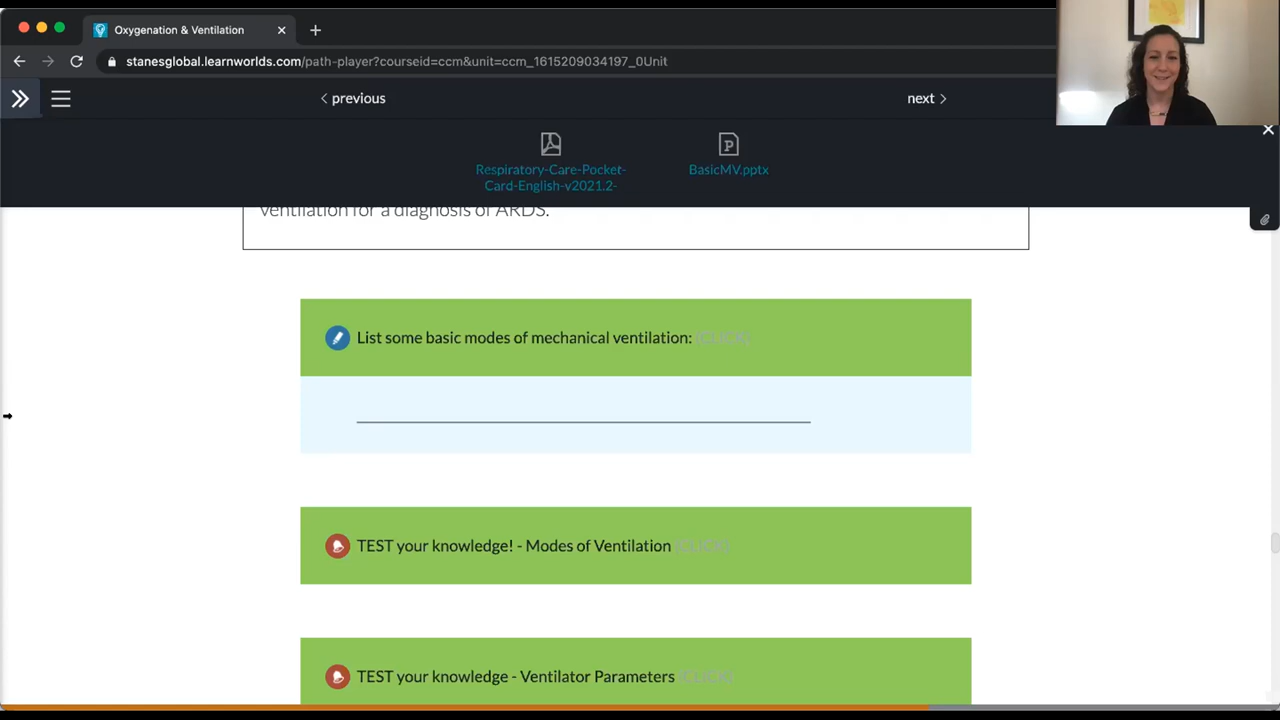 Oxygenation & Ventilation
stanesglobal.learnworlds.com/path-player?courseid=ccm&unit=ccm_1615209034197_0Unit
previous
next
Respiratory-Care-Pocket-
Card-English-v2021.2-
BasicMV.pptx
ventilation for a diagnosis of ARDS.
List some basic modes of mechanical ventilation: (CLICK)
TEST your knowledge! - Modes of Ventilation (CLICK)
TEST your knowledge - Ventilator Parameters (CLICK)